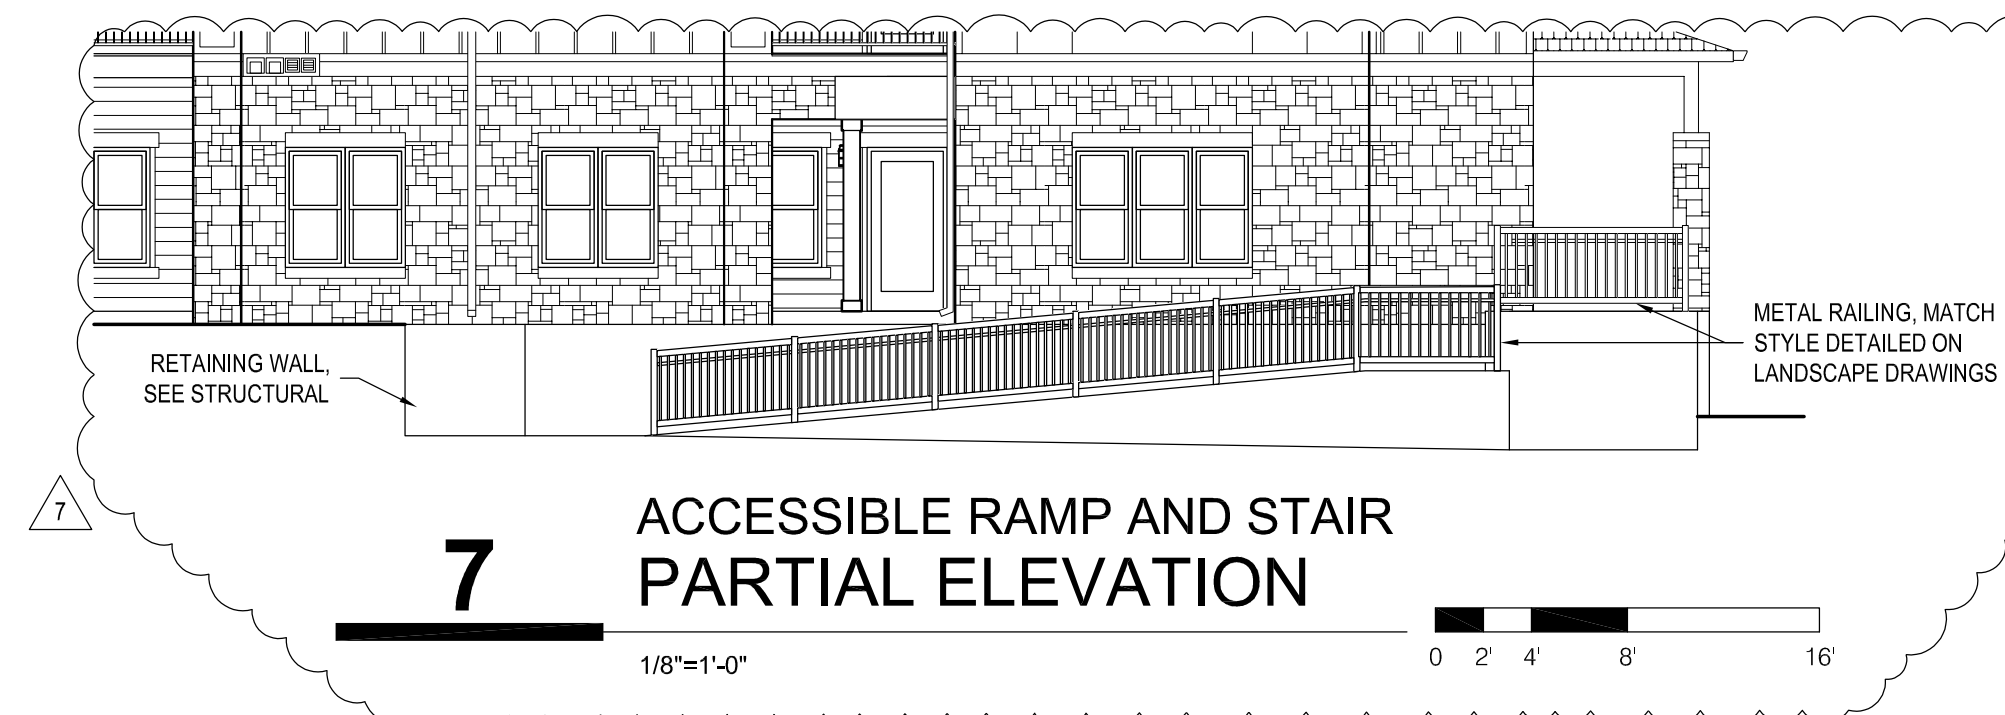 RETAINING WALL,
SEE STRUCTURAL
METAL RAILING, MATCH
STYLE DETAILED ON
LANDSCAPE DRAWINGS
7
7
ACCESSIBLE RAMP AND STAIR
PARTIAL ELEVATION
1/8"=1'-0"
0 2' 4' 8' 16'